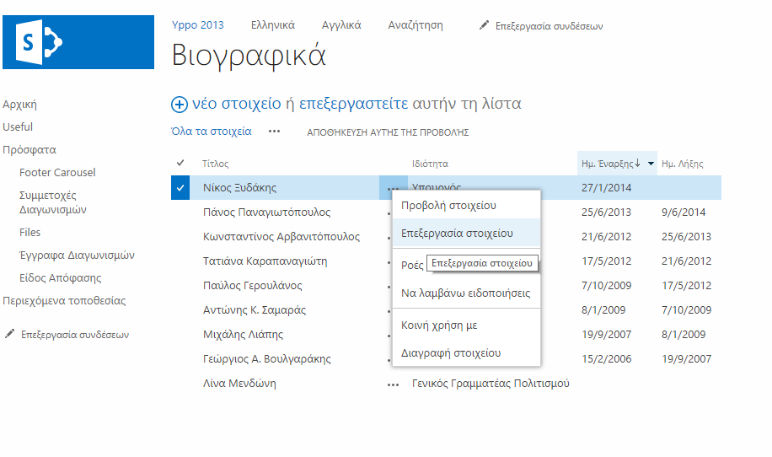 S
Yppo 2013 Ελληνικά Αγγλικά Αναζήτηση Επεξεργασία συνδέσεων
Βιογραφικά
Αρχική
Useful
Πρόσφατα
Footer Carousel
Συμμετοχές
Διαγωνισμών
Files
Έγγραφα Διαγωνισμών
Είδος Απόφασης
Περιεχόμενα τοποθεσίας
Επεξεργασία συνδέσεων
νέο στοιχείο ή επεξεργαστείτε αυτήν τη λίστα
Όλα τα στοιχεία ••• ΑΠΟΘΗΚΕΥΣΗ ΑΥΤΗΣ ΤΗΣ ΠΡΟΒΟΛΗΣ
Τίτλος Ιδιότητα Ημ. Έναρξης Ημ. Λήξης
Νίκος Ξυδάκης ••• Υπουργός 27/1/2014
Πάνος Παναγιωτόπουλος 25/6/2013 9/6/2014
Κωνσταντίνος Αρβανιτόπουλος 21/6/2012 25/6/2013
Τατιάνα Καραπαναγιώτη 17/5/2012 21/6/2012
Παύλος Γερουλάνος 7/10/2009 17/5/2012
Αντώνης Κ. Σαμαράς 8/1/2009 7/10/2009
Μιχάλης Λιάπης 19/9/2007 8/1/2009
Γεώργιος Α. Βουλγαράκης 15/2/2006 19/9/2007
Λίνα Μενδώνη ••• Γενικός Γραμματέας Πολιτισμού
Προβολή στοιχείου
Επεξεργασία στοιχείου
Ροές
Επεξεργασία στοιχείου
Να λαμβάνω ειδοποιήσεις
Κοινή χρήση με
Διαγραφή στοιχείου